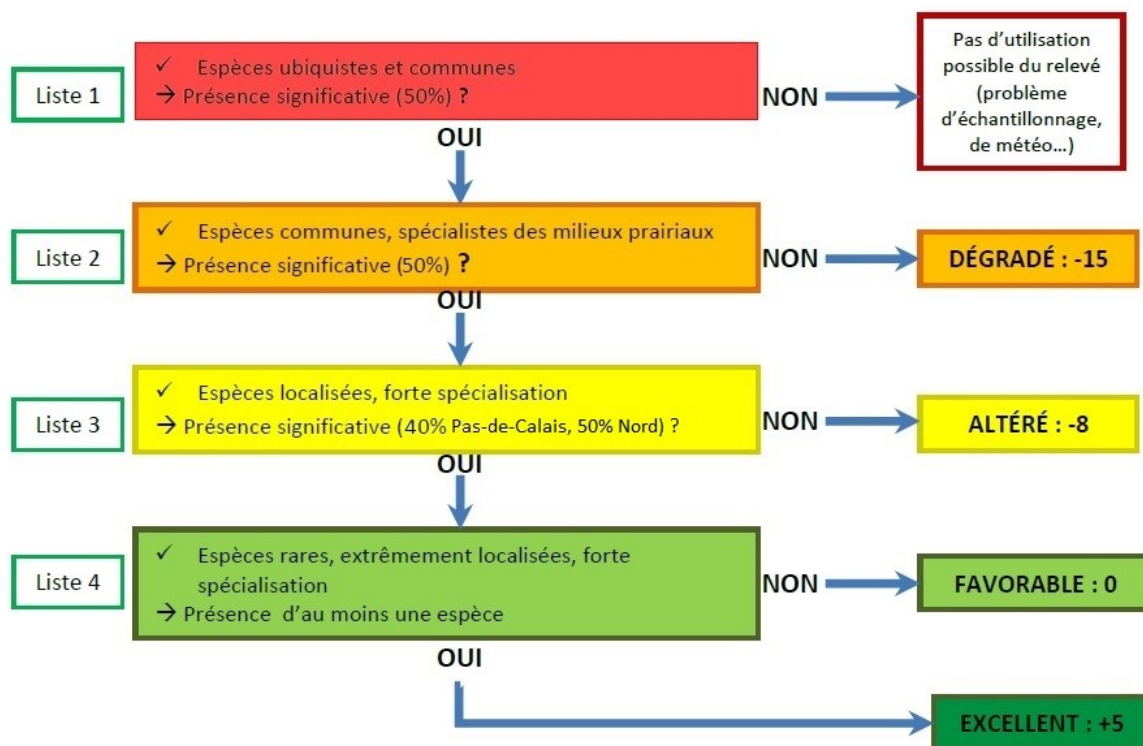 Liste 1
✓ Espèces ubiquistes et communes
→ Présence significative (50%) ?
NON
Pas d’utilisation
possible du relevé
(problème
d’échantillonnage,
de météo…)
OUI
Liste 2
✓ Espèces communes, spécialistes des milieux prairiaux
→ Présence significative (50%) ?
NON
DÉGRADÉ : -15
OUI
Liste 3
✓ Espèces localisées, forte spécialisation
→ Présence significative (40% Pas-de-Calais, 50% Nord) ?
NON
ALTÉRÉ : -8
OUI
Liste 4
✓ Espèces rares, extrêmement localisées, forte
spécialisation
→ Présence d’au moins une espèce
NON
FAVORABLE : 0
OUI
EXCELLENT : +5